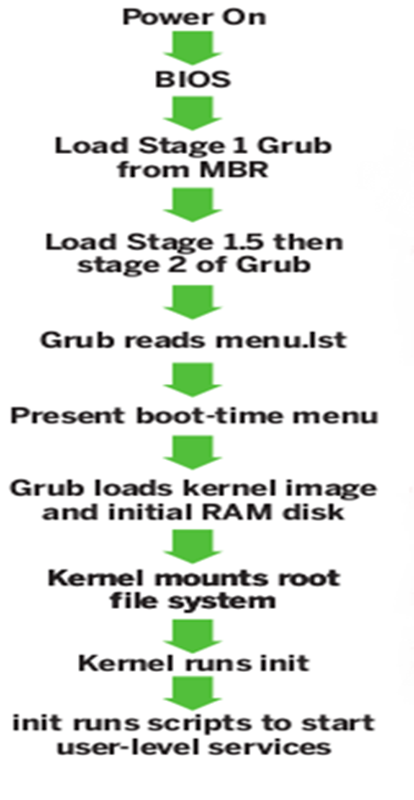 Power On
BIOS
Load Stage 1 Grub
from MBR
Load Stage 1.5 then
stage 2 of Grub
Grub reads menu.lst
Present boot-time menu
Grub loads kernel image
and initial RAM disk
Kernel mounts root
file system
Kernel runs init
init runs scripts to start
user-level services